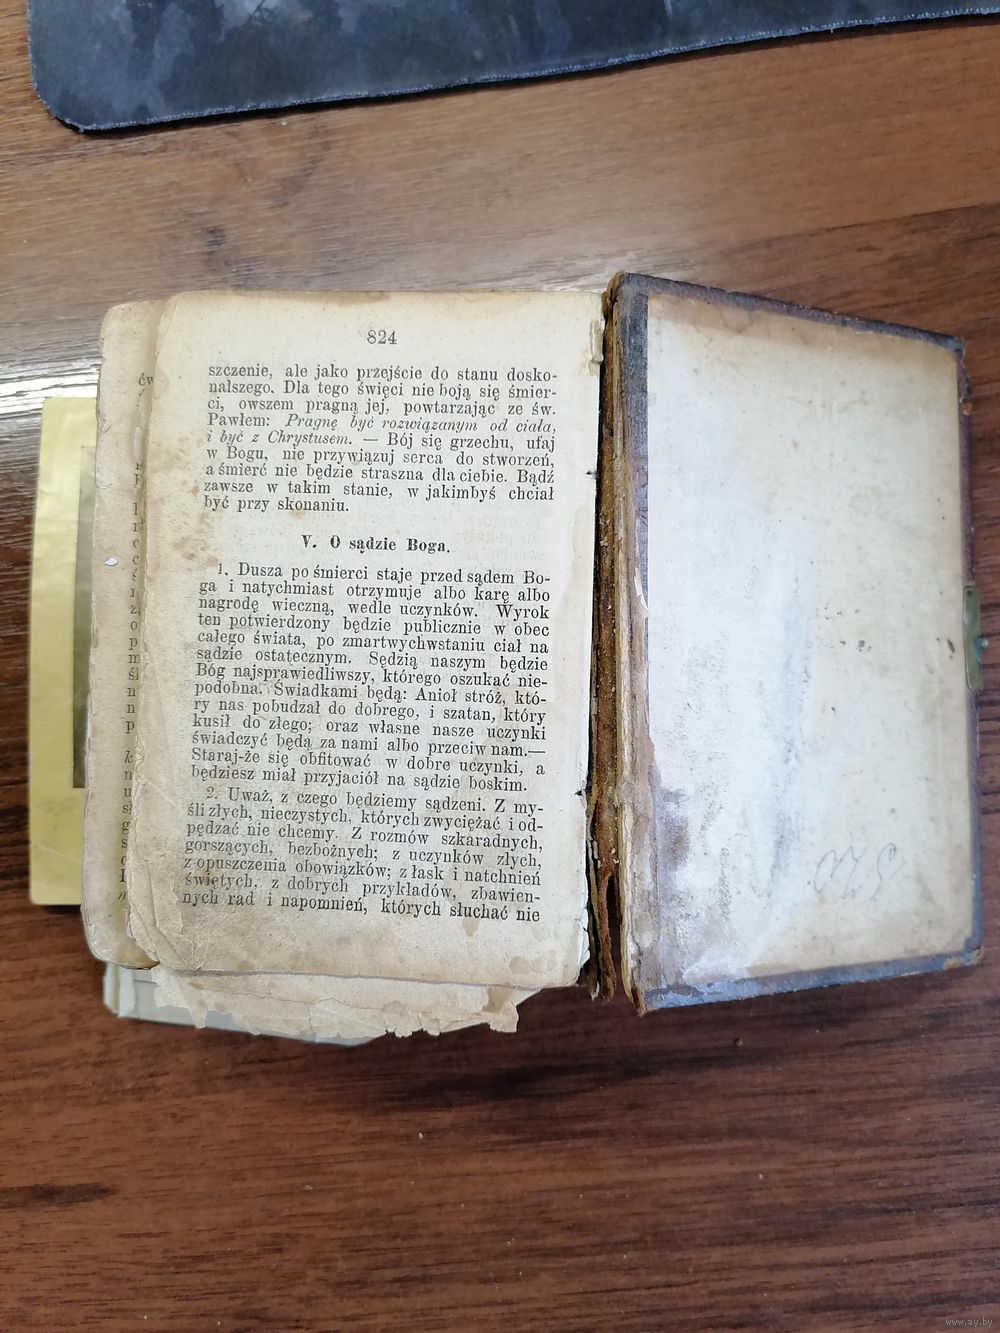 824
szczenie, ale jako przejście do stanu dosko-
nalszego. Dla tego święci nie boją się śmier-
ci, owszem pragną jej, powtarzając ze św.
Pawłem: Pragnę być rozwiązanym od ciała,
i być z Chrystusem. — Bój się grzechu, ufaj
w Bogu, nie przywiązuj serca do stworzeń,
a śmierć nie będzie straszna dla ciebie. Bądź
zawsze w takim stanie, w jakimbyś chciał
być przy skonaniu.
V. O sądzie Boga.
1. Dusza po śmierci staje przed sądem Bo-
ga i natychmiast otrzymuje albo karę albo
nagrodę wieczną, wedle uczynków. Wyrok
ten potwierdzony będzie publicznie w obec
całego świata, po zmartwychwstaniu ciał na
sądzie ostatecznym. Sędzią naszym będzie
Bóg najsprawiedliwszy, którego oszukać nie-
podobna. Świadkami będą: Anioł stróż, któ-
ry nas pobudzał do dobrego, i szatan, który
kusił do złego; oraz własne nasze uczynki
świadczyć będą za nami albo przeciw nam.—
Staraj-że się obfitować w dobre uczynki, a
będziesz miał przyjaciół na sądzie boskim.
2. Uważ, z czego będziemy sądzeni. Z my-
śli złych, nieczystych, których zwyciężać i od-
pędzać nie chcemy. Z rozmów szkaradnych,
gorszących, bezbożnych; z uczynków złych,
z opuszczenia obowiązków; z łask i natchnień
świętych, z dobrych przykładów, zbawien-
nych rad i napomnień, których słuchać nie
www.ay.by